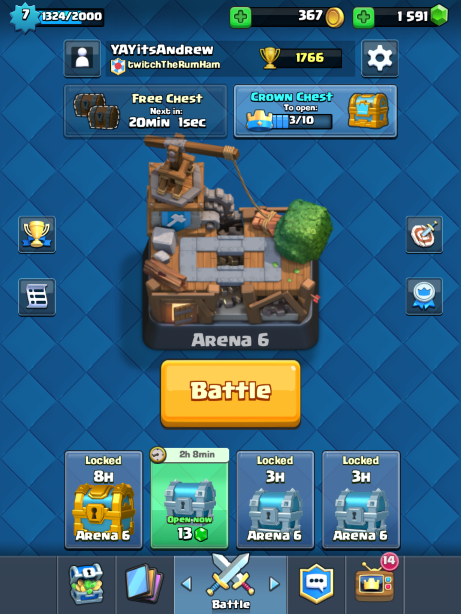 7 1324/2000
367
1 591
YAYitsAndrew
twitchTheRumHam
1766
Free Chest
Next in:
20min 1sec
Crown Chest
To open:
3/10
Arena 6
Battle
Locked
8H
Arena 6
2h 8min
Open now
13
Locked
3H
Arena 6
Locked
3H
Arena 6
Battle
14